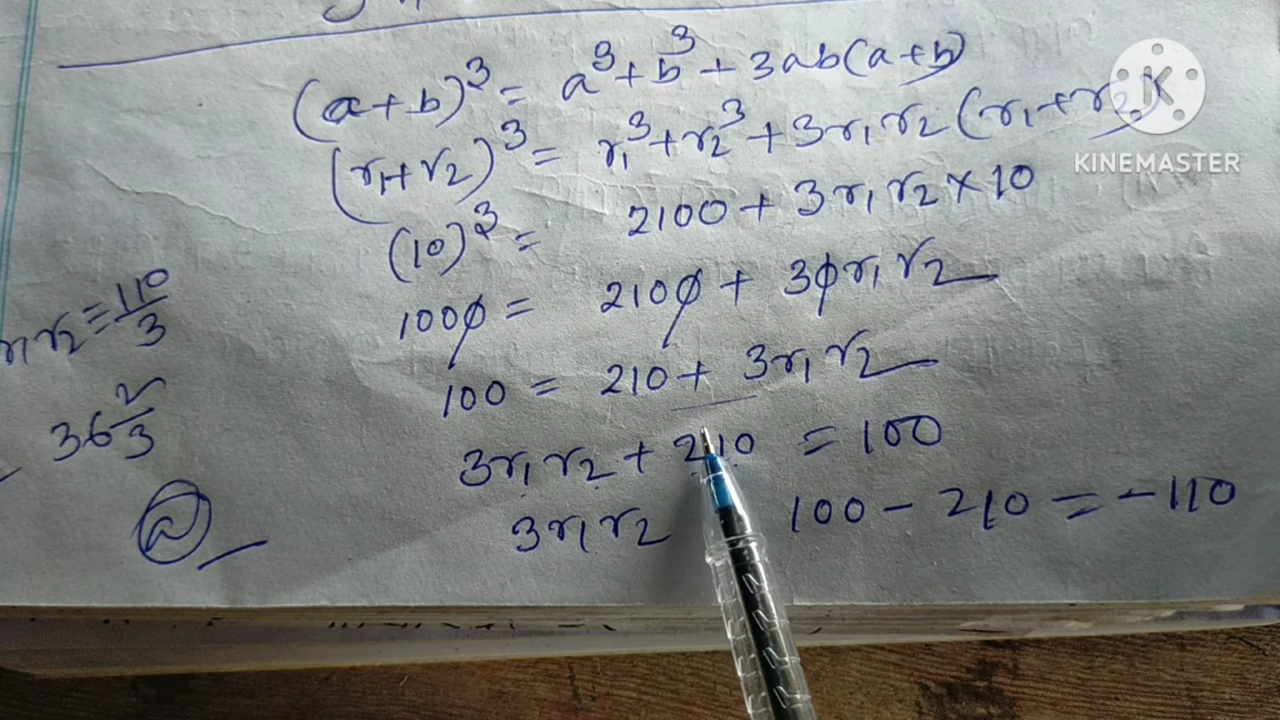 (a+b)³ = a³+b³+3ab(a+b)
(r₁+r₂)³ = r₁³+r₂³+3r₁r₂(r₁+r₂)
KINEMASTER
(10)³ = 2100+3r₁r₂×10
1000 = 2100+30r₁r₂
100 = 210+3r₁r₂
3r₁r₂+210 = 100
3r₁r₂ 100-210 = -110
r₁r₂ = 110/3
36 2/3
a